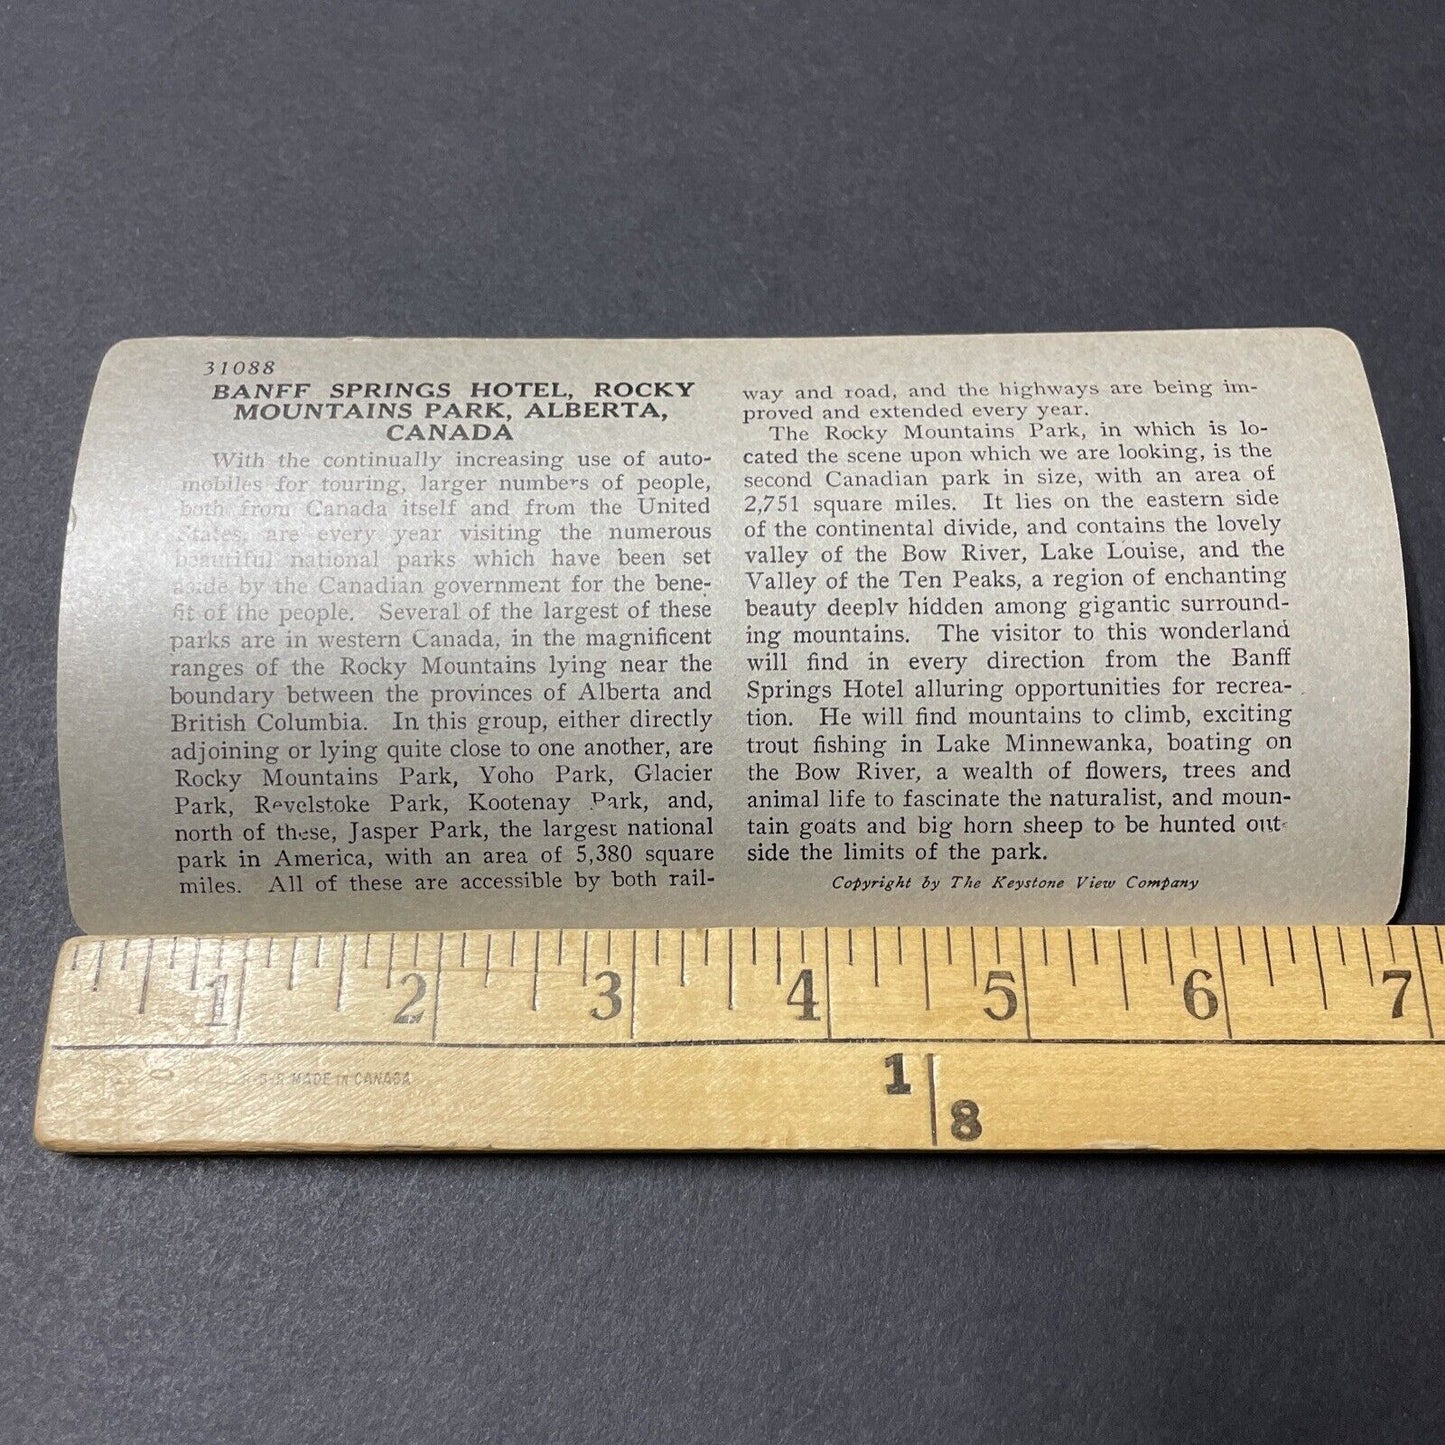 31088
BANFF SPRINGS HOTEL, ROCKY
MOUNTAINS PARK, ALBERTA,
CANADA
With the continually increasing use of auto-
mobiles for touring, larger numbers of people,
both from Canada itself and from the United
States, are every year visiting the numerous
beautiful national parks which have been set
aside by the Canadian government for the bene-
fit of the people. Several of the largest of these
parks are in western Canada, in the magnificent
ranges of the Rocky Mountains lying near the
boundary between the provinces of Alberta and
British Columbia. In this group, either directly
adjoining or lying quite close to one another, are
Rocky Mountains Park, Yoho Park, Glacier
Park, Revelstoke Park, Kootenay Park, and,
north of these, Jasper Park, the largest national
park in America, with an area of 5,380 square
miles. All of these are accessible by both rail-
way and road, and the highways are being im-
proved and extended every year.
The Rocky Mountains Park, in which is lo-
cated the scene upon which we are looking, is the
second Canadian park in size, with an area of
2,751 square miles. It lies on the eastern side
of the continental divide, and contains the lovely
valley of the Bow River, Lake Louise, and the
Valley of the Ten Peaks, a region of enchanting
beauty deeply hidden among gigantic surround-
ing mountains. The visitor to this wonderland
will find in every direction from the Banff
Springs Hotel alluring opportunities for recrea-
tion. He will find mountains to climb, exciting
trout fishing in Lake Minnewanka, boating on
the Bow River, a wealth of flowers, trees and
animal life to fascinate the naturalist, and moun-
tain goats and big horn sheep to be hunted out-
side the limits of the park.
Copyright by The Keystone View Company
1 2 3 4 5 6 7
MADE IN CANADA
1
8